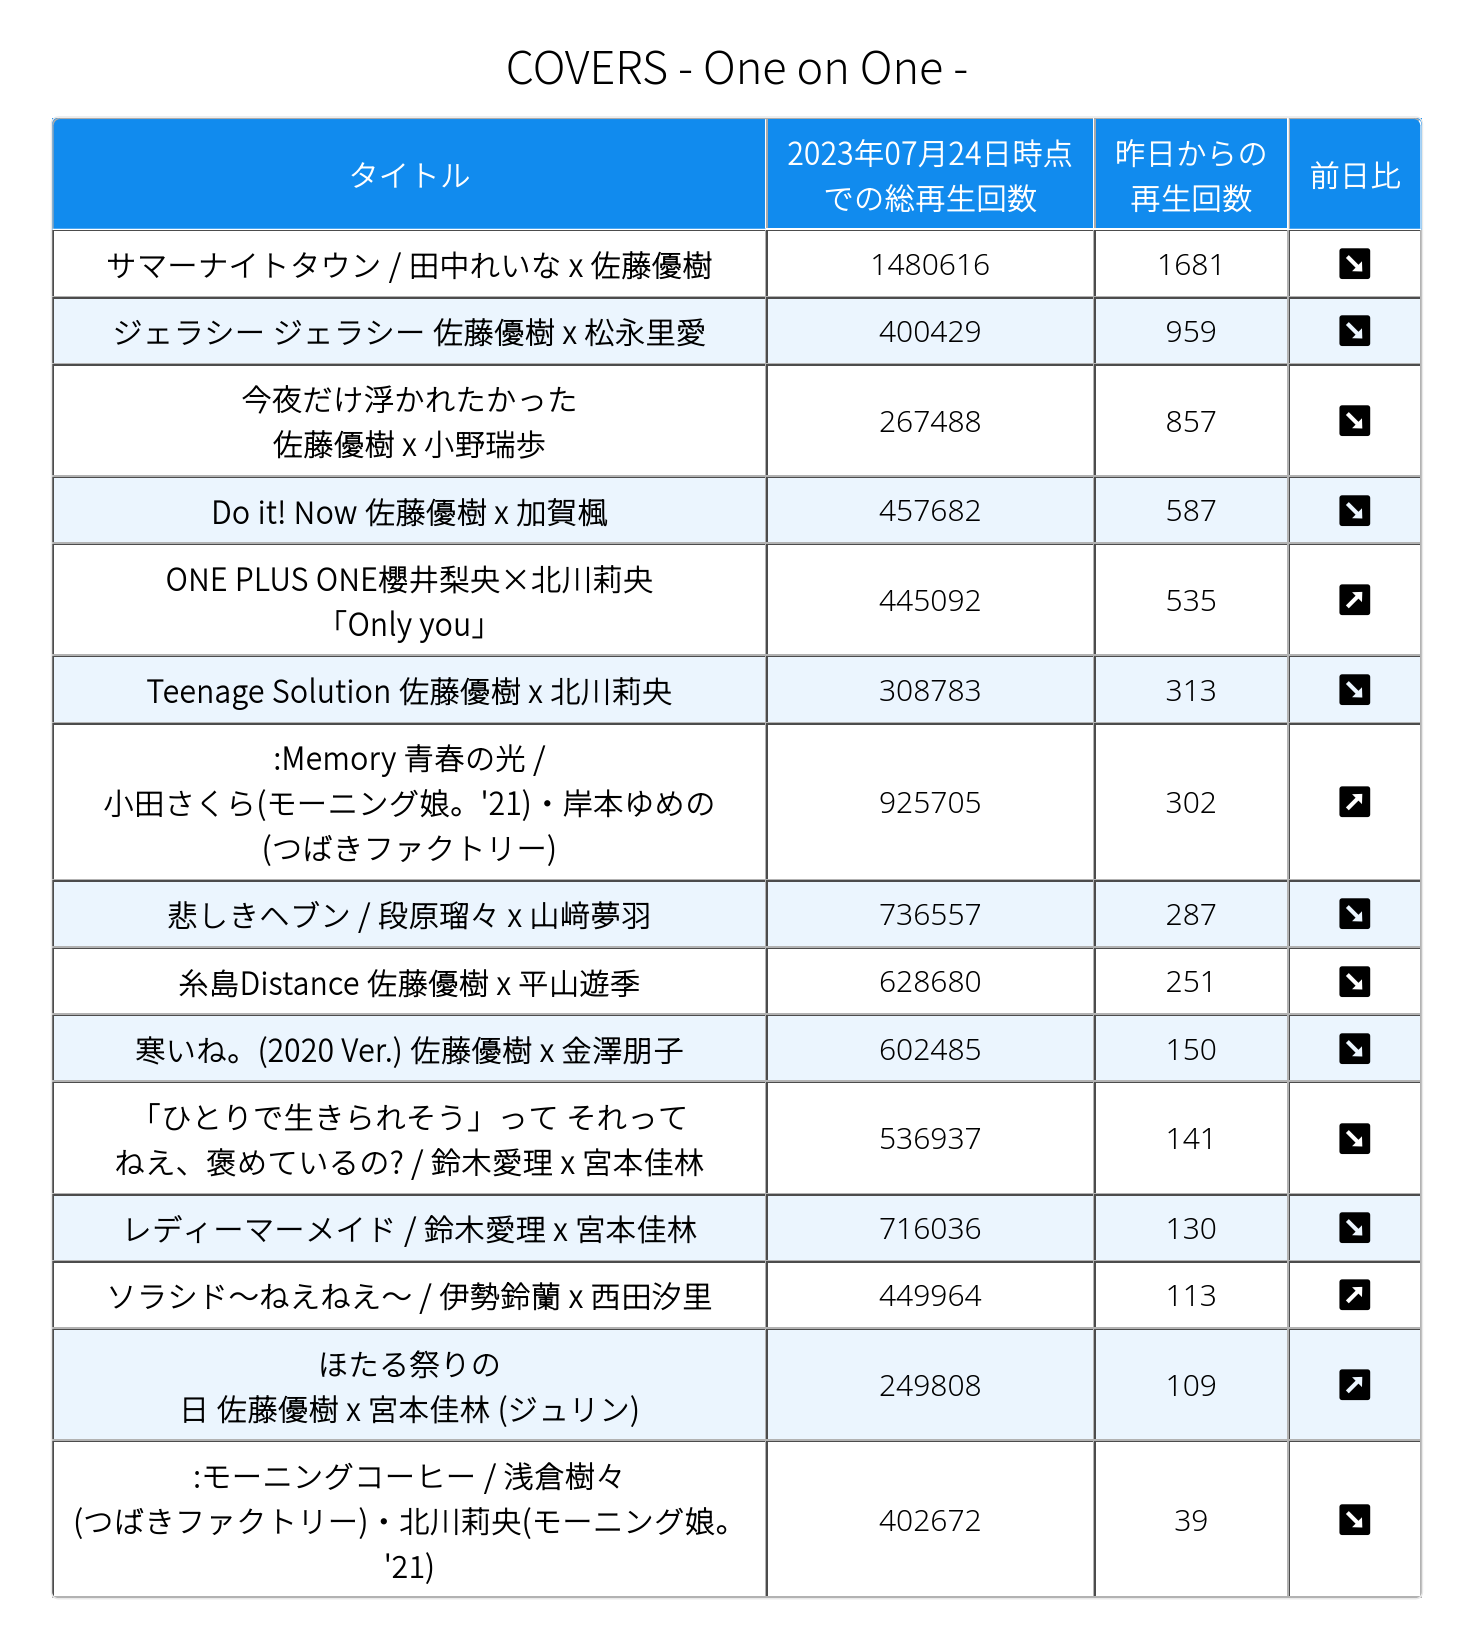 COVERS - One on One -
タイトル
2023年07月24日時点
での総再生回数
昨日からの
再生回数
前日比
サマーナイトタウン / 田中れいな x 佐藤優樹
1480616
1681
ジェラシー ジェラシー 佐藤優樹 x 松永里愛
400429
959
今夜だけ浮かれたかった
佐藤優樹 x 小野瑞歩
267488
857
Do it! Now 佐藤優樹 x 加賀楓
457682
587
ONE PLUS ONE櫻井梨央×北川莉央
「Only you」
445092
535
Teenage Solution 佐藤優樹 x 北川莉央
308783
313
:Memory 青春の光 /
小田さくら(モーニング娘。'21)・岸本ゆめの
(つばきファクトリー)
925705
302
悲しきヘブン / 段原瑠々 x 山﨑夢羽
736557
287
糸島Distance 佐藤優樹 x 平山遊季
628680
251
寒いね。(2020 Ver.) 佐藤優樹 x 金澤朋子
602485
150
「ひとりで生きられそう」って それって
ねえ、褒めているの? / 鈴木愛理 x 宮本佳林
536937
141
レディーマーメイド / 鈴木愛理 x 宮本佳林
716036
130
ソラシド〜ねえねえ〜 / 伊勢鈴蘭 x 西田汐里
449964
113
ほたる祭りの
日 佐藤優樹 x 宮本佳林 (ジュリン)
249808
109
:モーニングコーヒー / 浅倉樹々
(つばきファクトリー)・北川莉央(モーニング娘。
'21)
402672
39